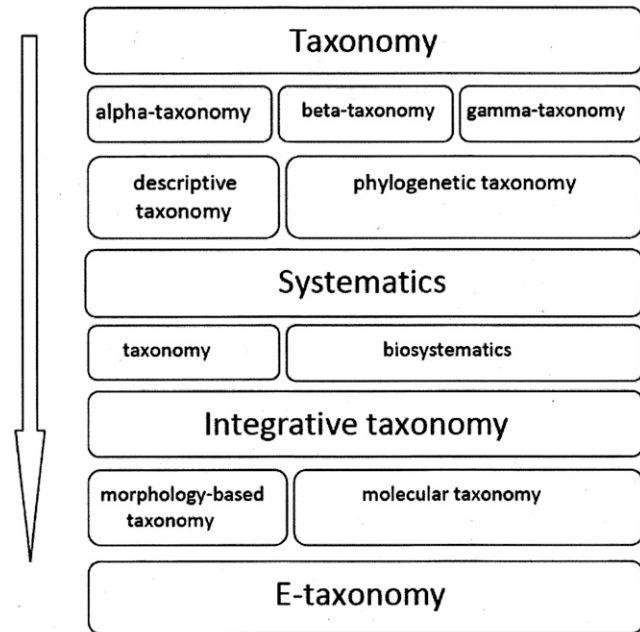 Taxonomy
alpha-taxonomy
beta-taxonomy
gamma-taxonomy
descriptive
taxonomy
phylogenetic taxonomy
Systematics
taxonomy
biosystematics
Integrative taxonomy
morphology-based
taxonomy
molecular taxonomy
E-taxonomy